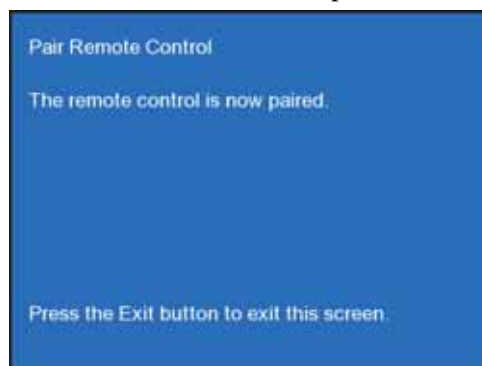 Pair Remote Control
The remote control is now paired.
Press the Exit button to exit this screen.